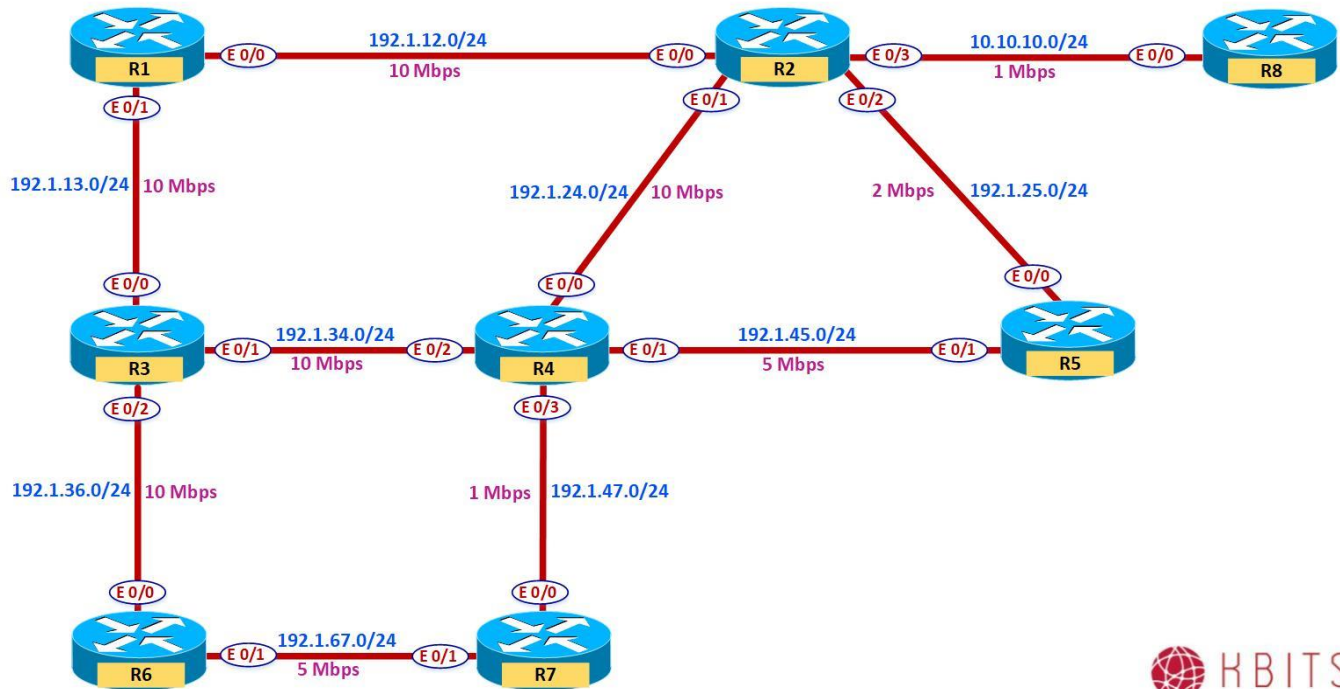 192.1.12.0/24
10 Mbps
E 0/0
E 0/0
R1
R2
E 0/3
10.10.10.0/24
1 Mbps
E 0/0
R8
E 0/1
E 0/1
E 0/2
192.1.13.0/24
10 Mbps
192.1.24.0/24
10 Mbps
2 Mbps
192.1.25.0/24
E 0/0
E 0/0
E 0/0
R3
E 0/1
192.1.34.0/24
10 Mbps
E 0/2
R4
E 0/1
192.1.45.0/24
5 Mbps
E 0/1
R5
E 0/2
E 0/3
192.1.36.0/24
10 Mbps
1 Mbps
192.1.47.0/24
E 0/0
E 0/0
R6
E 0/1
192.1.67.0/24
5 Mbps
E 0/1
R7
KBITS